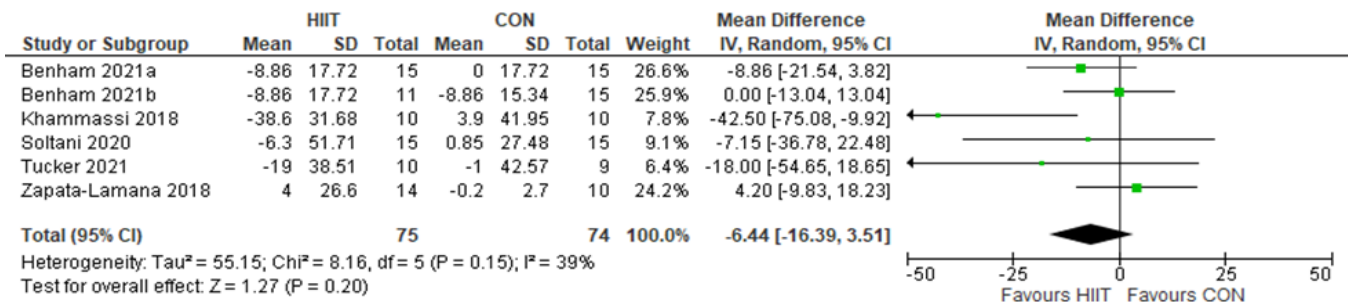 HIIT CON Mean Difference Mean Difference
Study or Subgroup Mean SD Total Mean SD Total Weight IV, Random, 95% CI IV, Random, 95% CI
Benham 2021a -8.86 17.72 15 0 17.72 15 26.6% -8.86 [-21.54, 3.82]
Benham 2021b -8.86 17.72 11 -8.86 15.34 15 25.9% 0.00 [-13.04, 13.04]
Khammassi 2018 -38.6 31.68 10 3.9 41.95 10 7.8% -42.50 [-75.08, -9.92]
Soltani 2020 -6.3 51.71 15 0.85 27.48 15 9.1% -7.15 [-36.78, 22.48]
Tucker 2021 -19 38.51 10 -1 42.57 9 6.4% -18.00 [-54.65, 18.65]
Zapata-Lamana 2018 4 26.6 14 -0.2 2.7 10 24.2% 4.20 [-9.83, 18.23]
Total (95% CI) 75 74 100.0% -6.44 [-16.39, 3.51]
Heterogeneity: Tau² = 55.15; Chi² = 8.16, df = 5 (P = 0.15); I² = 39%
Test for overall effect: Z = 1.27 (P = 0.20)
-50 -25 0 25 50
Favours HIIT Favours CON